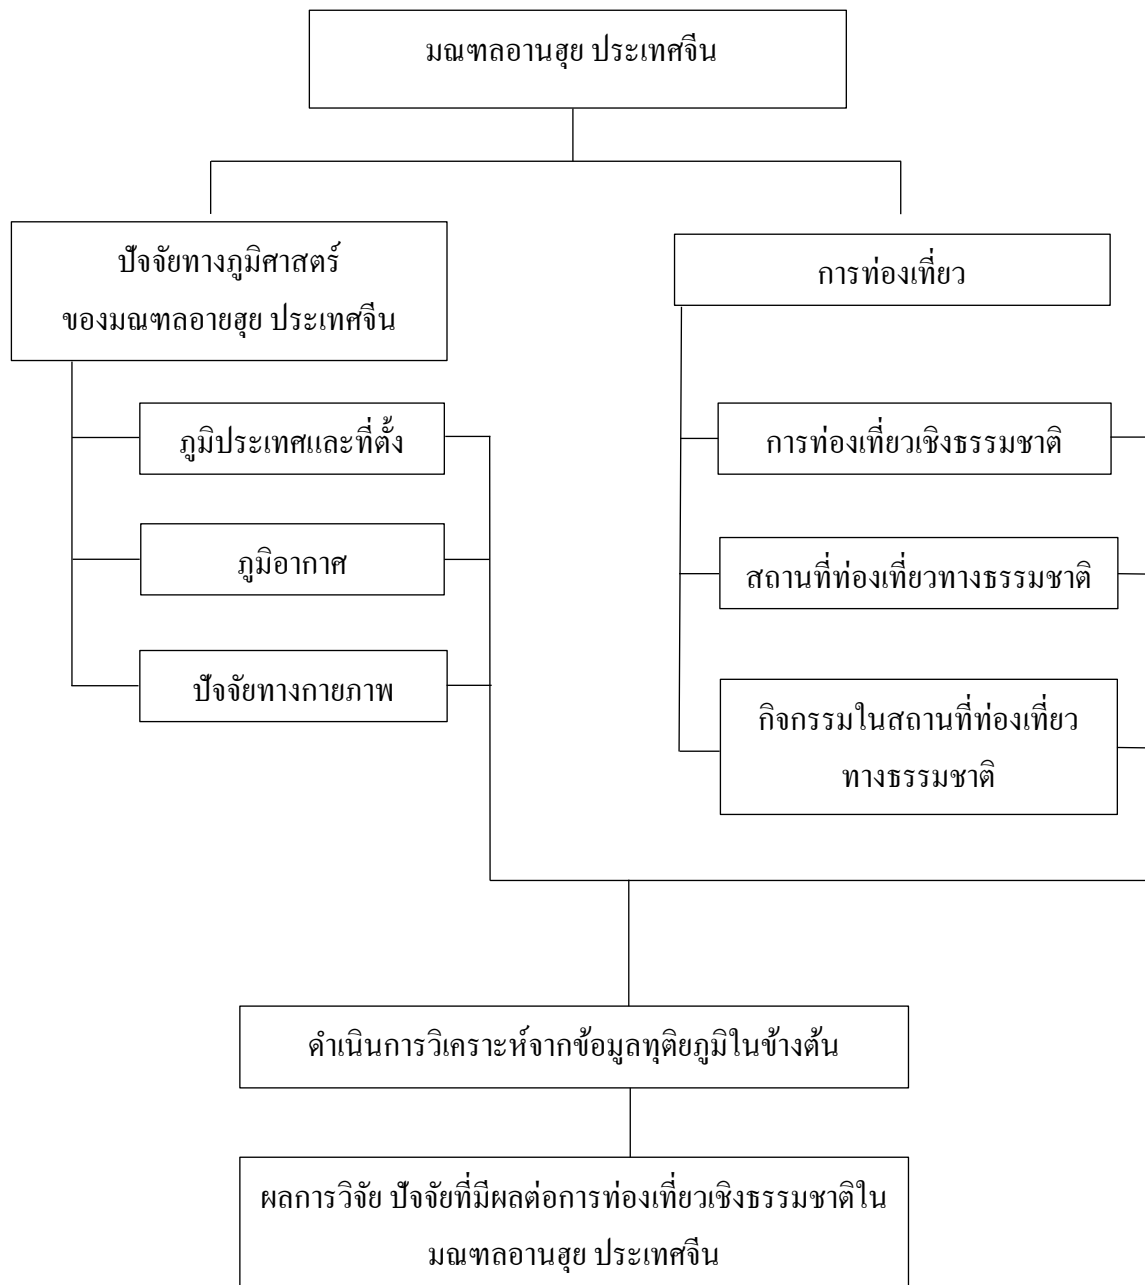 มณฑลอานฮุย ประเทศจีน
ปัจจัยทางภูมิศาสตร์
ของมณฑลอายฮุย ประเทศจีน
การท่องเที่ยว
ภูมิประเทศและที่ตั้ง
ภูมิอากาศ
ปัจจัยทางกายภาพ
การท่องเที่ยวเชิงธรรมชาติ
สถานที่ท่องเที่ยวทางธรรมชาติ
กิจกรรมในสถานที่ท่องเที่ยว
ทางธรรมชาติ
ดำเนินการวิเคราะห์จากข้อมูลทุติยภูมิในข้างต้น
ผลการวิจัย ปัจจัยที่มีผลต่อการท่องเที่ยวเชิงธรรมชาติใน
มณฑลอานฮุย ประเทศจีน